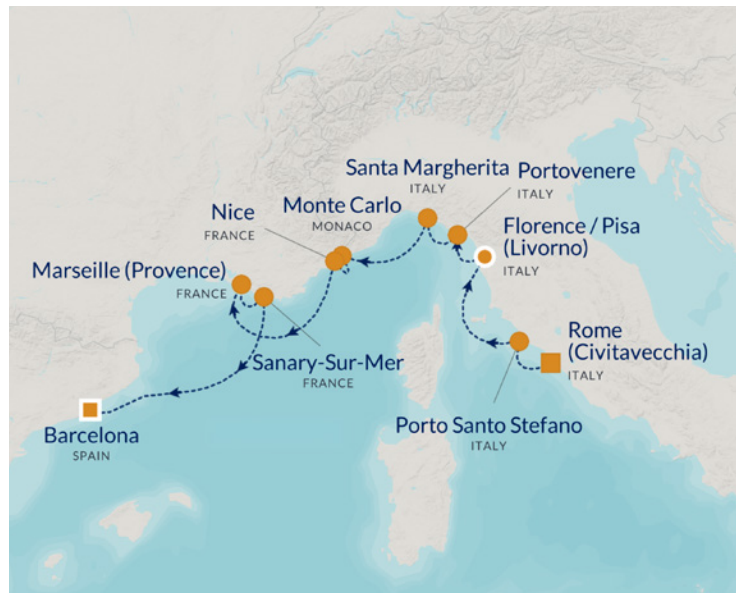 Santa Margherita
ITALY
Portovenere
ITALY
Nice
FRANCE
Monte Carlo
MONACO
Florence / Pisa
(Livorno)
ITALY
Marseille (Provence)
FRANCE
Sanary-Sur-Mer
FRANCE
Rome
(Civitavecchia)
ITALY
Porto Santo Stefano
ITALY
Barcelona
SPAIN